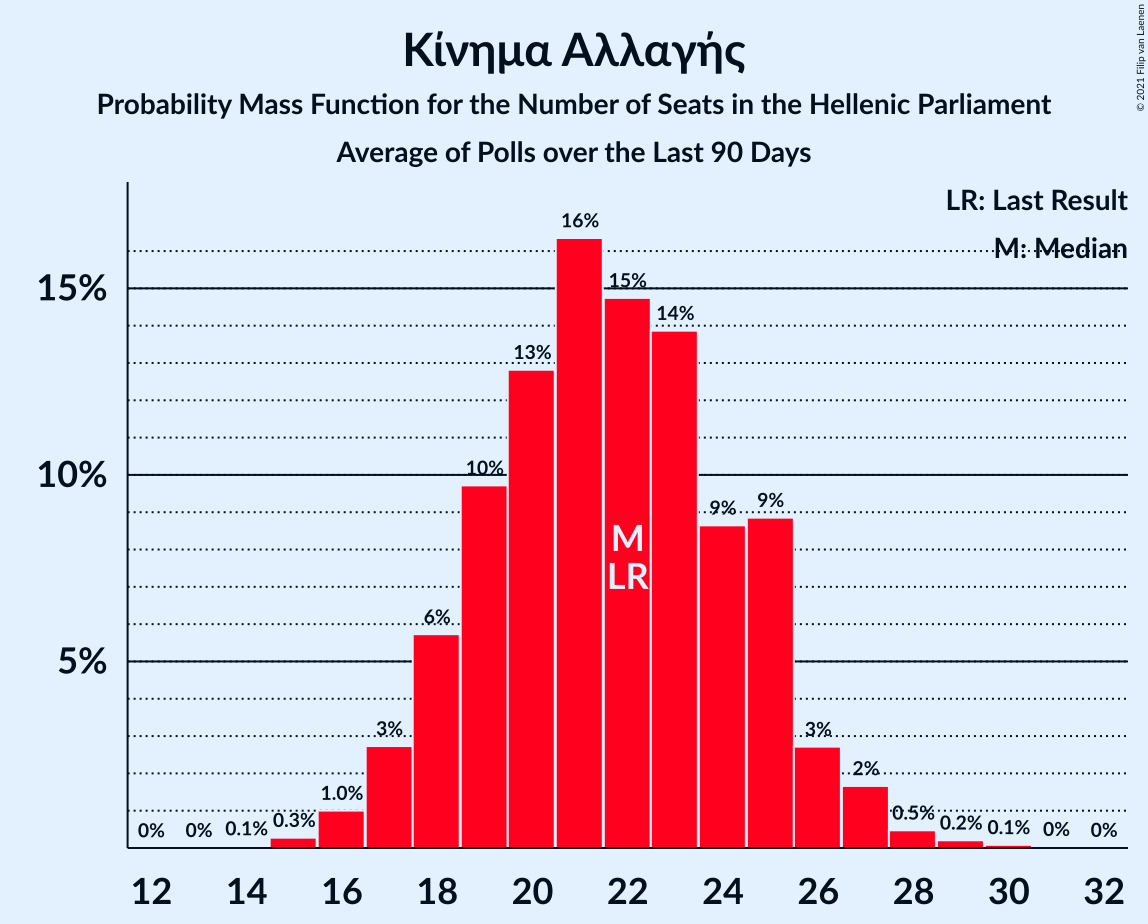 Κίνημα Αλλαγής
Probability Mass Function for the Number of Seats in the Hellenic Parliament
Average of Polls over the Last 90 Days
© 2021 Filip van Laenen
LR: Last Result
M: Median
15%
10%
5%
0%
0%
0.1%
0.3%
1.0%
3%
6%
10%
13%
16%
15%
14%
9%
9%
3%
2%
0.5%
0.2%
0.1%
0%
0%
M
LR
12 14 16 18 20 22 24 26 28 30 32